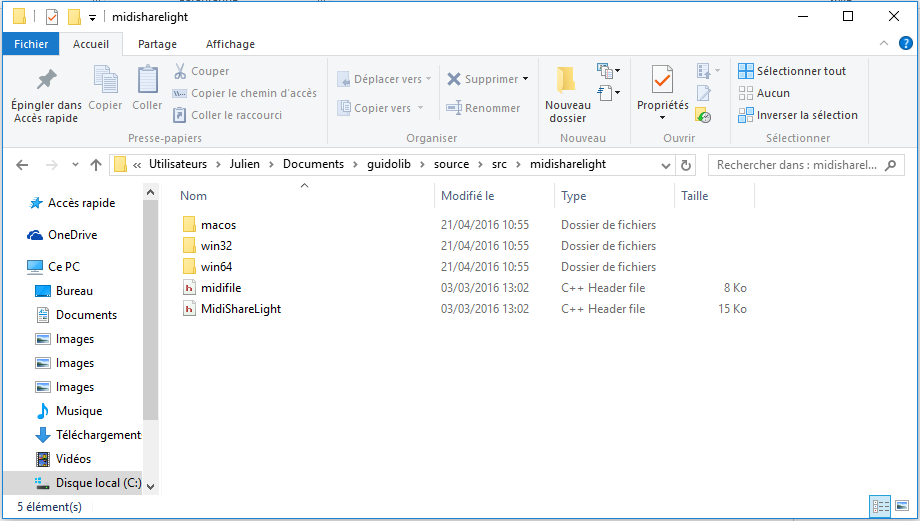 midisharelight
Fichier Accueil Partage Affichage
Épingler dans Accès rapide
Copier
Coller
Couper
Copier le chemin d'accès
Coller le raccourci
Presse-papiers
Déplacer vers
Copier vers
Supprimer
Renommer
Organiser
Nouveau dossier
Nouveau
Propriétés
Ouvrir
Sélectionner tout
Aucun
Inverser la sélection
Sélectionner
« Utilisateurs > Julien > Documents > guidolib > source > src > midisharelight
Rechercher dans : midisharel...
Accès rapide
OneDrive
Ce PC
Bureau
Documents
Images
Images
Images
Musique
Téléchargement
Vidéos
Disque local (C:)
Nom Modifié le Type Taille
macos 21/04/2016 10:55 Dossier de fichiers
win32 21/04/2016 10:55 Dossier de fichiers
win64 21/04/2016 10:55 Dossier de fichiers
midifile 03/03/2016 13:02 C++ Header file 8 Ko
MidiShareLight 03/03/2016 13:02 C++ Header file 15 Ko
5 élément(s)